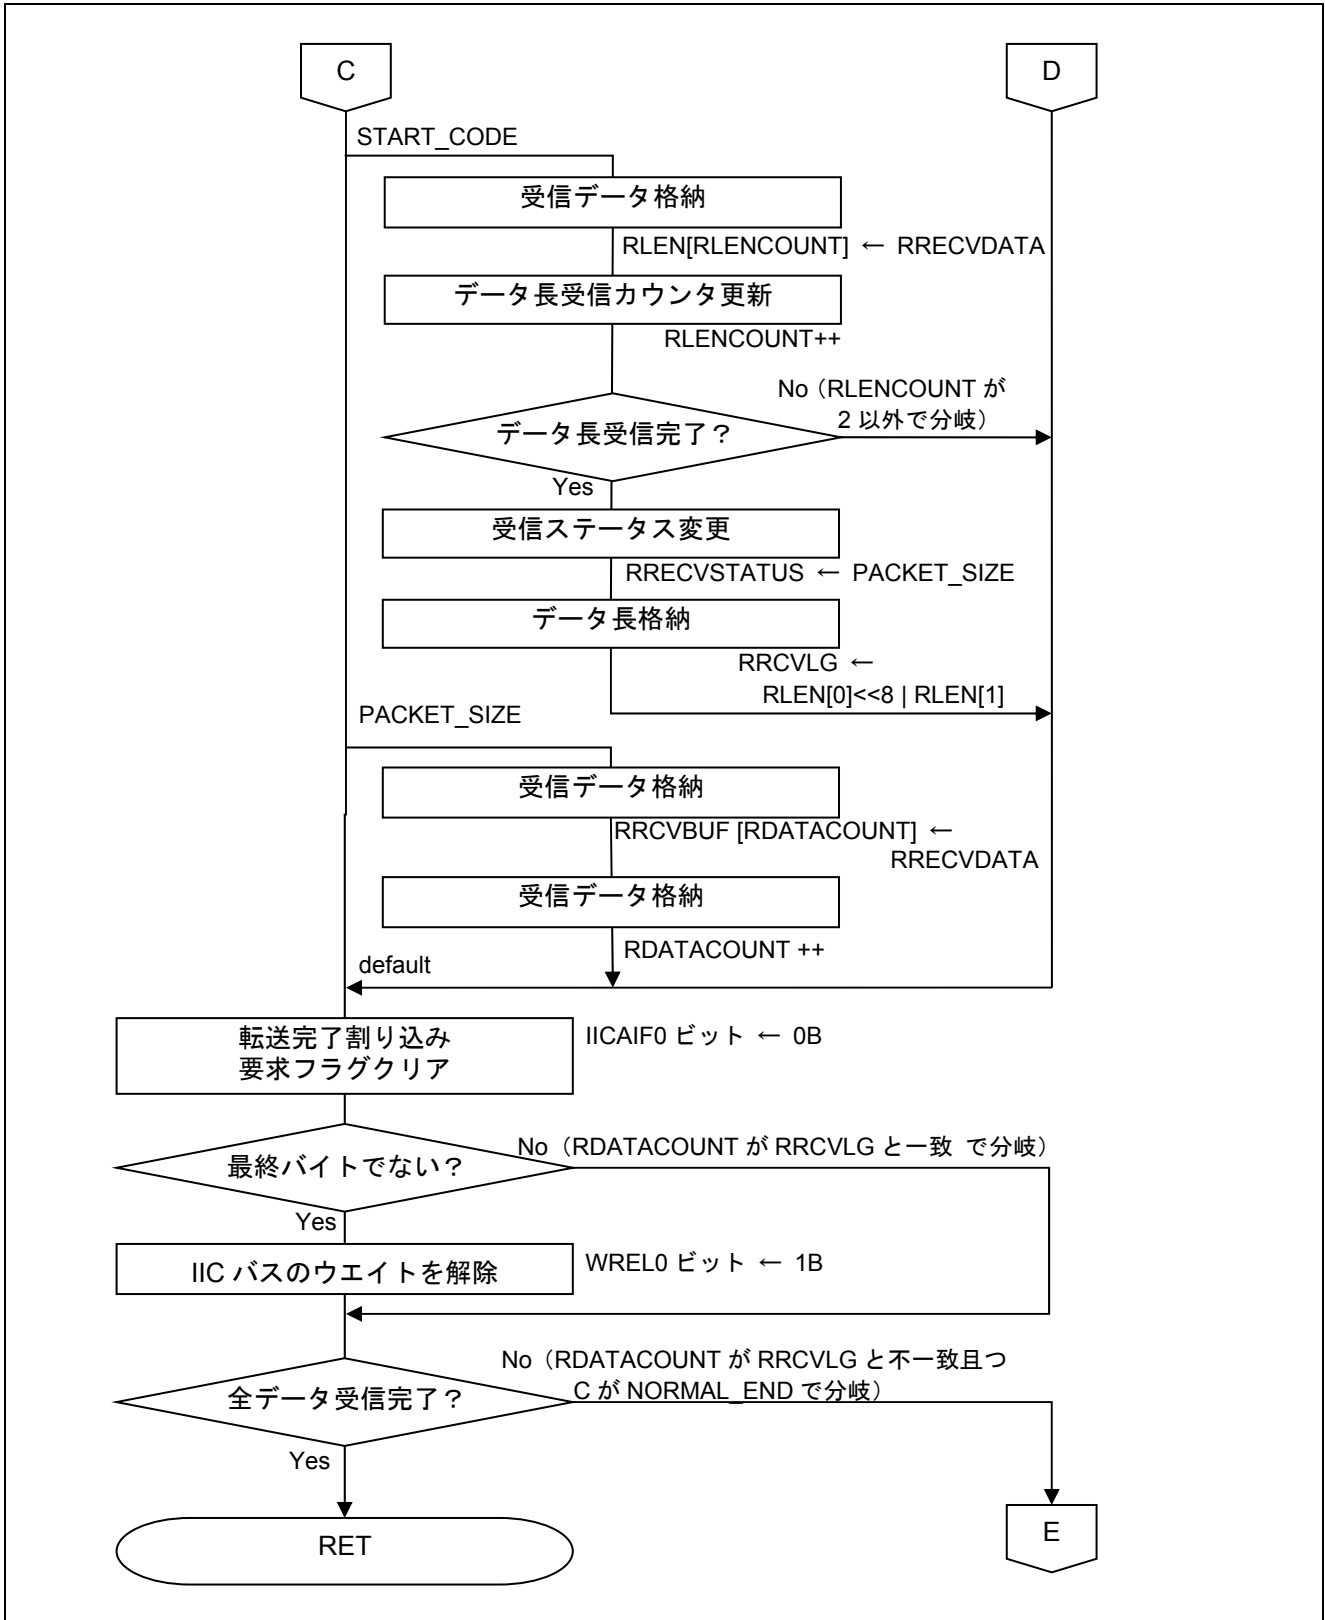 C
D
START_CODE
受信データ格納
RLEN[RLENCOUNT] ← RRECVDATA
データ長受信カウンタ更新
RLENCOUNT++
No（RLENCOUNT が
2 以外で分岐）
データ長受信完了？
Yes
受信ステータス変更
RRECVSTATUS ← PACKET_SIZE
データ長格納
RRCVLG ←
RLEN[0]<<8 | RLEN[1]
PACKET_SIZE
受信データ格納
RRCVBUF [RDATACOUNT] ←
RRECVDATA
受信データ格納
RDATACOUNT ++
default
転送完了割り込み
要求フラグクリア
IICAIF0 ビット ← 0B
No（RDATACOUNT が RRCVLG と一致 で分岐）
最終バイトでない？
Yes
IIC バスのウエイトを解除
WREL0 ビット ← 1B
No（RDATACOUNT が RRCVLG と不一致且つ
C が NORMAL_END で分岐）
全データ受信完了？
Yes
RET
E